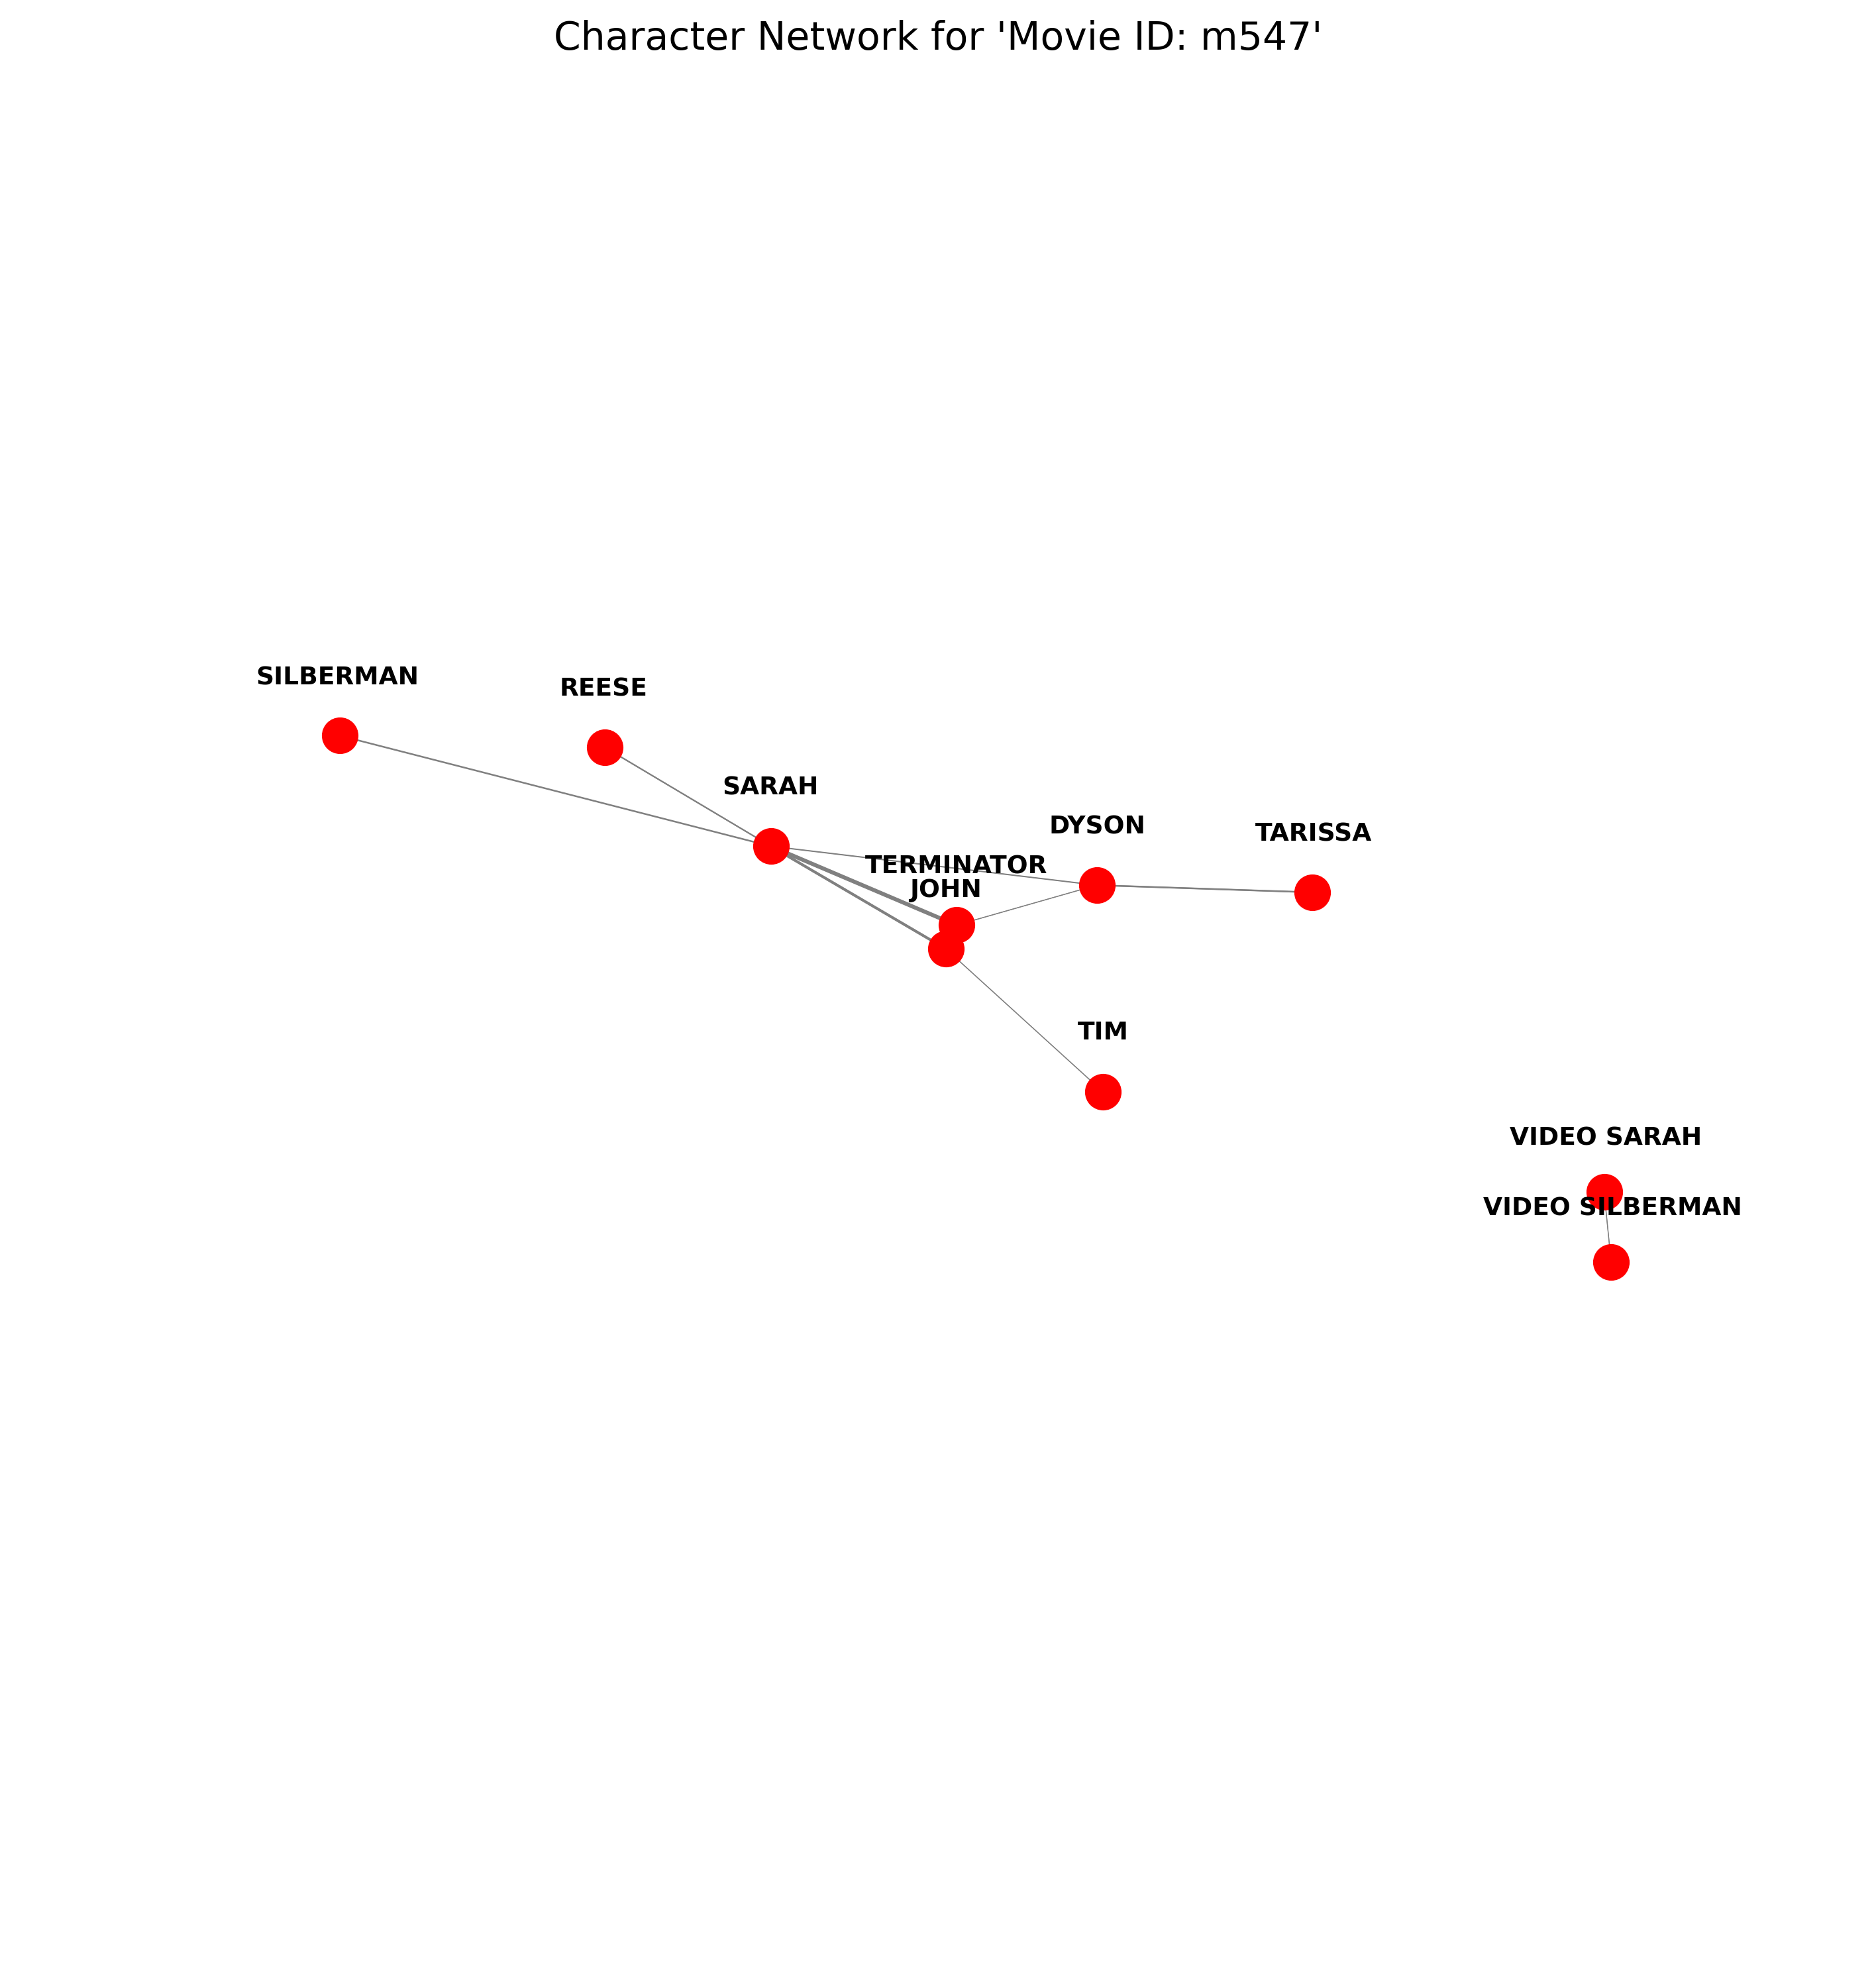 Character Network for 'Movie ID: m547'
SILBERMAN
REESE
SARAH
DYSON
TARISSA
TERMINATOR
JOHN
TIM
VIDEO SARAH
VIDEO SILBERMAN